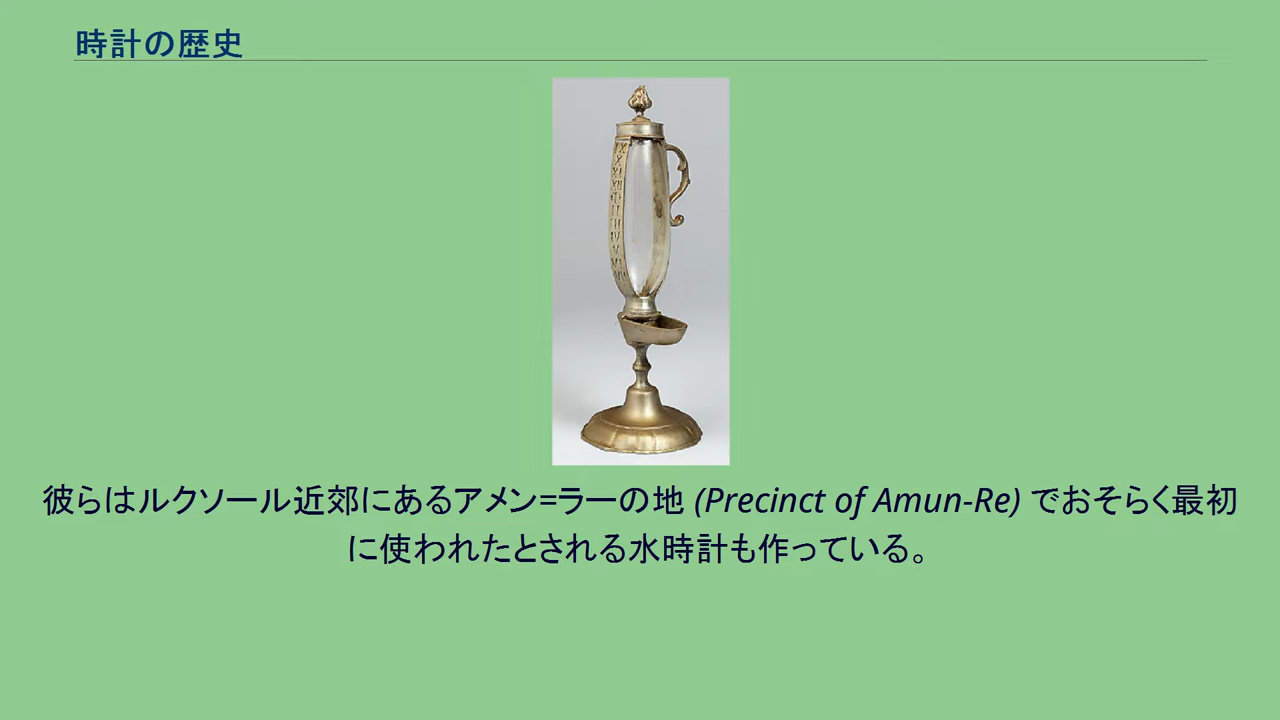 時計の歴史
彼らはルクソール近郊にあるアメン=ラーの地 (Precinct of Amun-Re) でおそらく最初
に使われたとされる水時計も作っている。